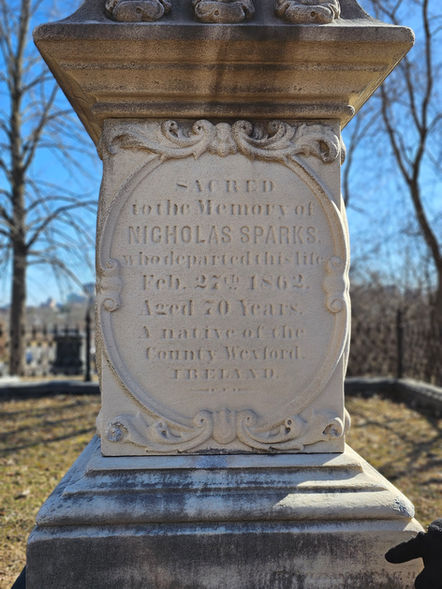 SACRED
to the Memory of
NICHOLAS SPARKS.
who departed this life
Feb. 27th 1862.
Aged 70 Years.
A native of the
County Wexford.
IRELAND.